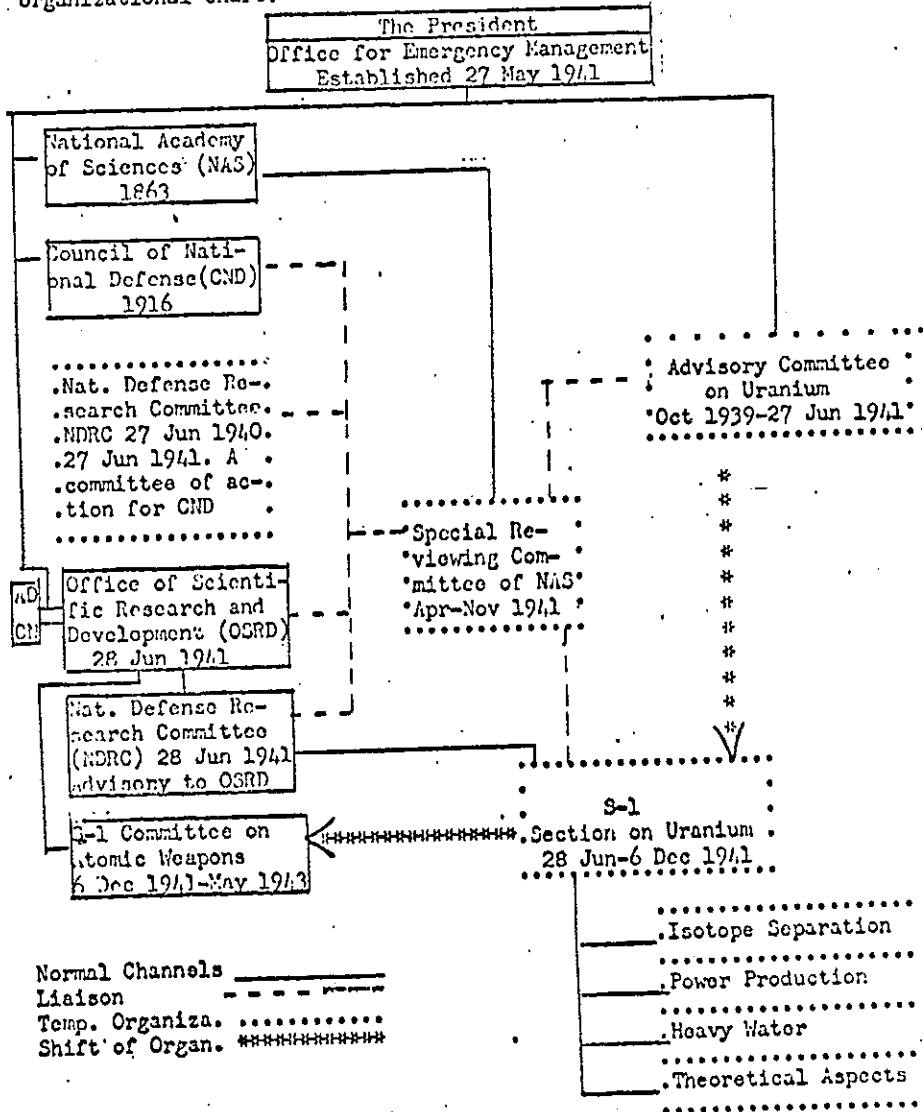 Organizational Chart.
The President
Office for Emergency Management
Established 27 May 1941
National Academy
of Sciences (NAS)
1863
Council of Nati-
onal Defense(CND)
1916
Nat. Defense Re-
search Committee
NDRC 27 Jun 1940
27 Jun 1941. A
committee of ac-
tion for CND
Advisory Committee
on Uranium
Oct 1939-27 Jun 1941
Special Re-
viewing Com-
mittee of NAS
Apr-Nov 1941
AD
CN
Office of Scienti-
fic Research and
Development (OSRD)
28 Jun 1941
Nat. Defense Re-
search Committee
(NDRC) 28 Jun 1941
advisory to OSRD
S-1 Committee on
Atomic Weapons
6 Dec 1941-May 1943
S-1
Section on Uranium
28 Jun-6 Dec 1941
Isotope Separation
Power Production
Heavy Water
Theoretical Aspects
Normal Channels
Liaison
Temp. Organiza.
Shift of Organ.